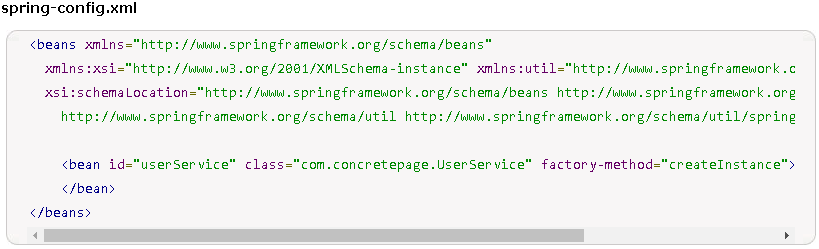 spring-config.xml
<beans xmlns="http://www.springframework.org/schema/beans"
xmlns:xsi="http://www.w3.org/2001/XMLSchema-instance" xmlns:util="http://www.springframework.o
xsi:schemaLocation="http://www.springframework.org/schema/beans http://www.springframework.org
http://www.springframework.org/schema/util http://www.springframework.org/schema/util/spring
<bean id="userService" class="com.concretepage.UserService" factory-method="createInstance">
</bean>
</beans>